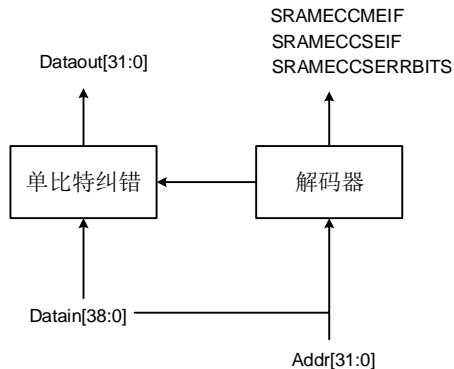 SRAMECCMEIF
SRAMECCSEIF
SRAMECCSERRBITS
Dataout[31:0]
单比特纠错
解码器
Datain[38:0]
Addr[31:0]